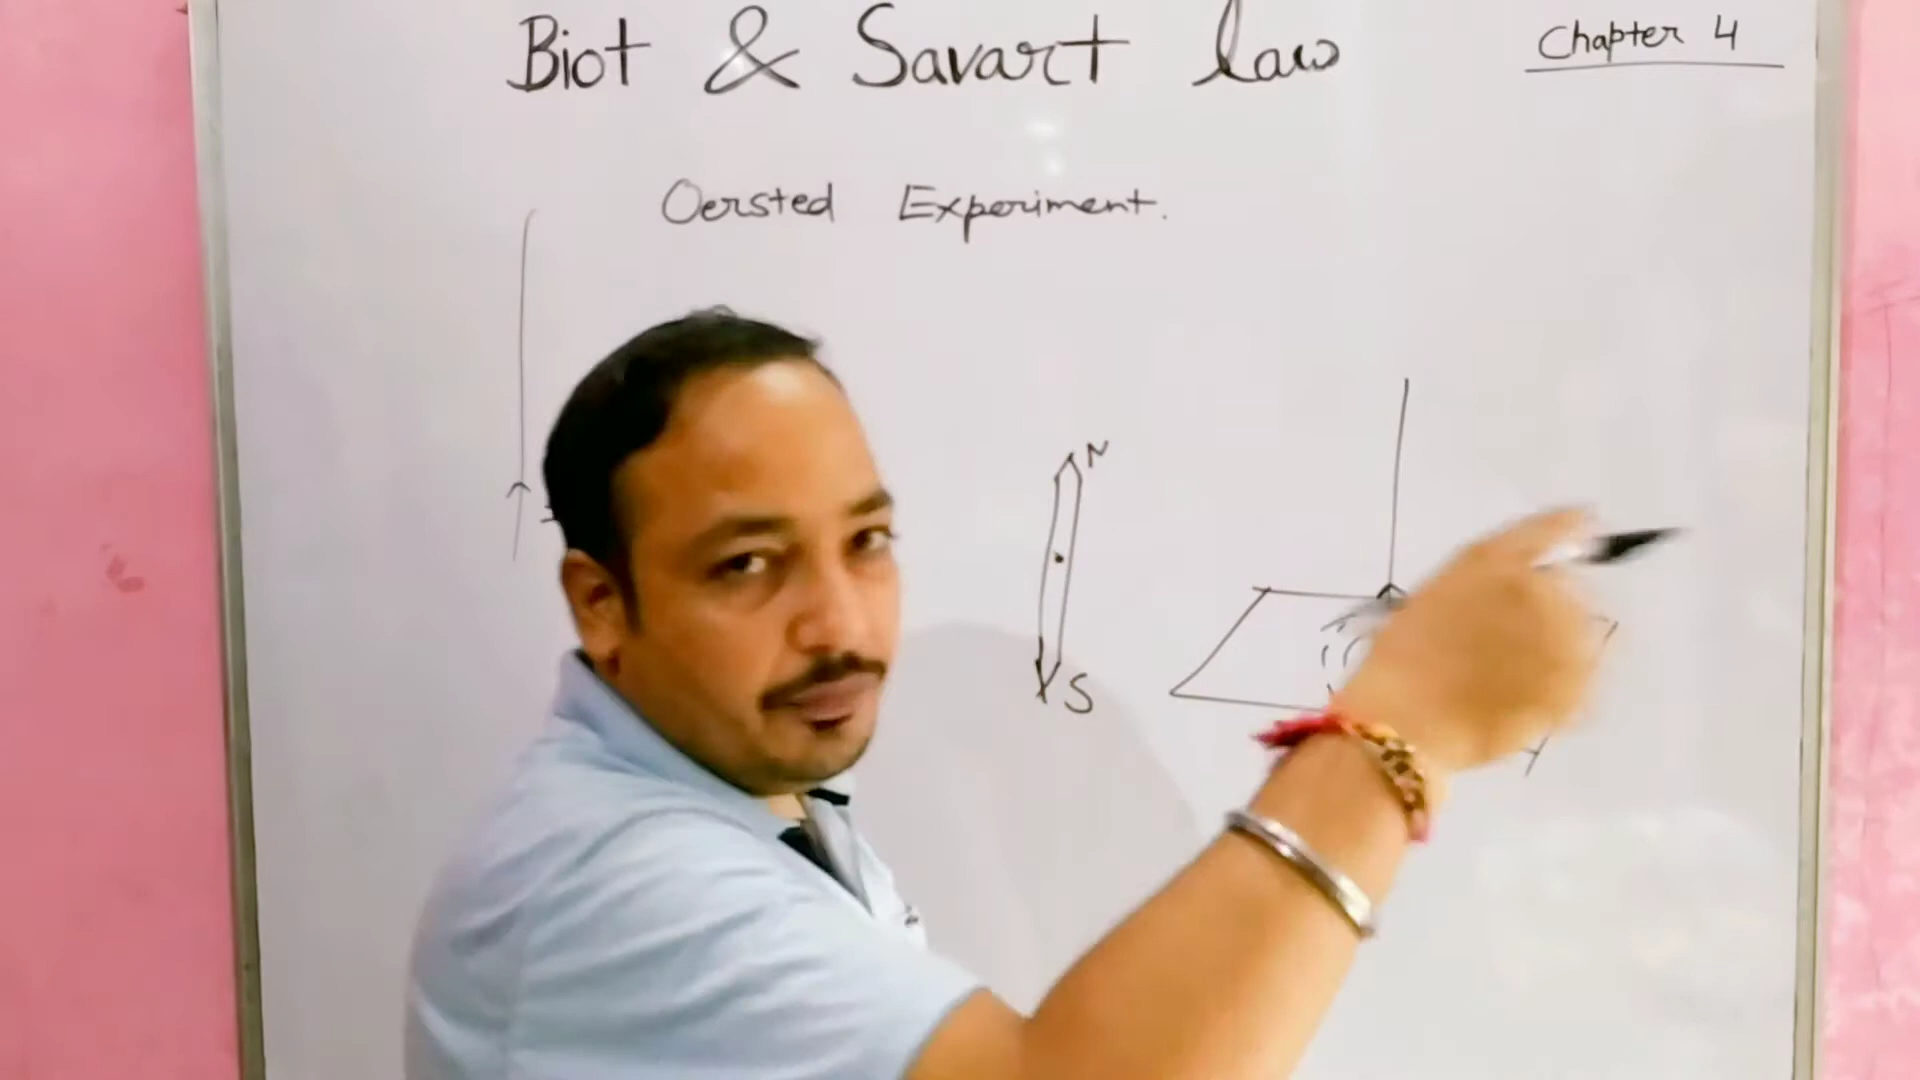 Biot & Savart law
Chapter 4
Oersted Experiment.
N
S